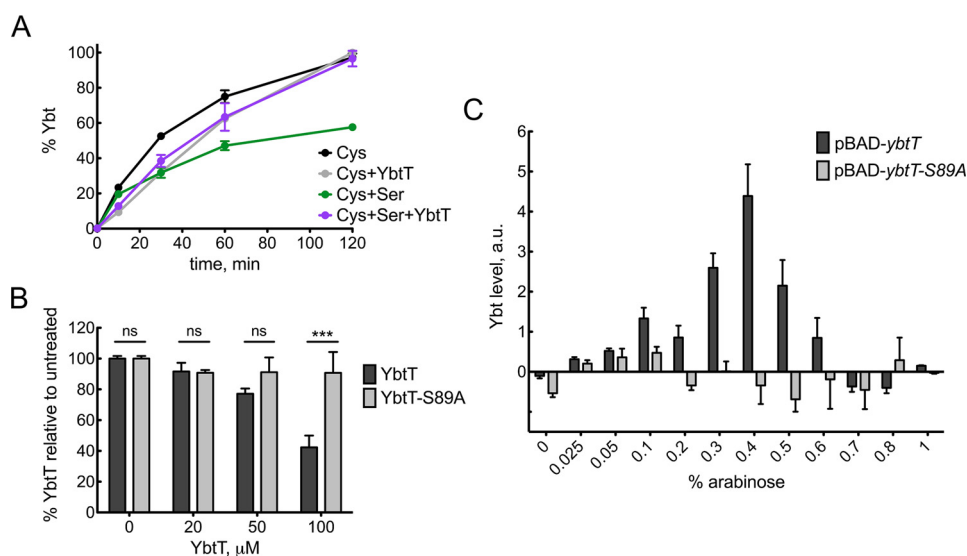 A
% Ybt
100
80
60
40
20
0
0 20 40 60 80 100 120
time, min
Cys
Cys+YbtT
Cys+Ser
Cys+Ser+YbtT
B
% YbtT relative to untreated
120
100
80
60
40
20
0
ns ns ns ***
0 20 50 100
YbtT, μM
YbtT
YbtT-S89A
C
Ybt level, a.u.
6
5
4
3
2
1
0
pBAD-ybtT
pBAD-ybtT-S89A
0 0.025 0.05 0.1 0.2 0.3 0.4 0.5 0.6 0.7 0.8 1
% arabinose